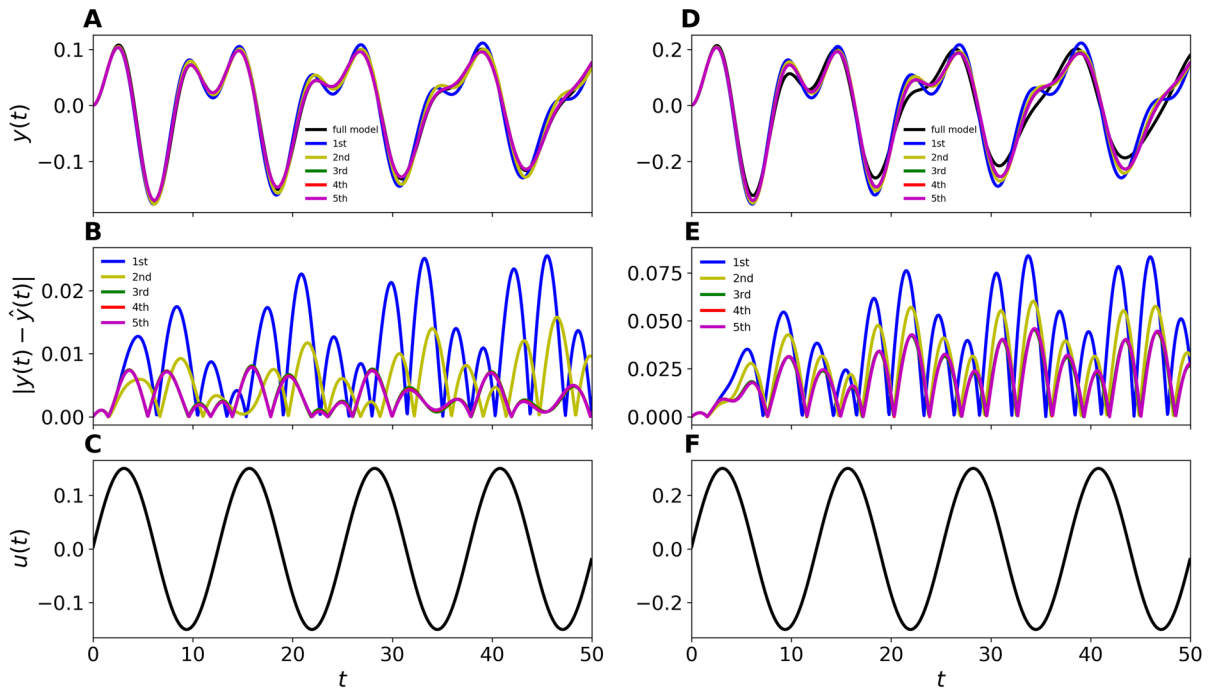 A
y(t)
0.1
0.0
−0.1
full model
1st
2nd
3rd
4th
5th
B
|y(t) − ŷ(t)|
0.02
0.01
0.00
1st
2nd
3rd
4th
5th
C
u(t)
0.1
0.0
−0.1
0 10 20 30 40 50
t
D
0.2
0.0
−0.2
full model
1st
2nd
3rd
4th
5th
E
0.075
0.050
0.025
0.000
1st
2nd
3rd
4th
5th
F
0.2
0.0
−0.2
0 10 20 30 40 50
t